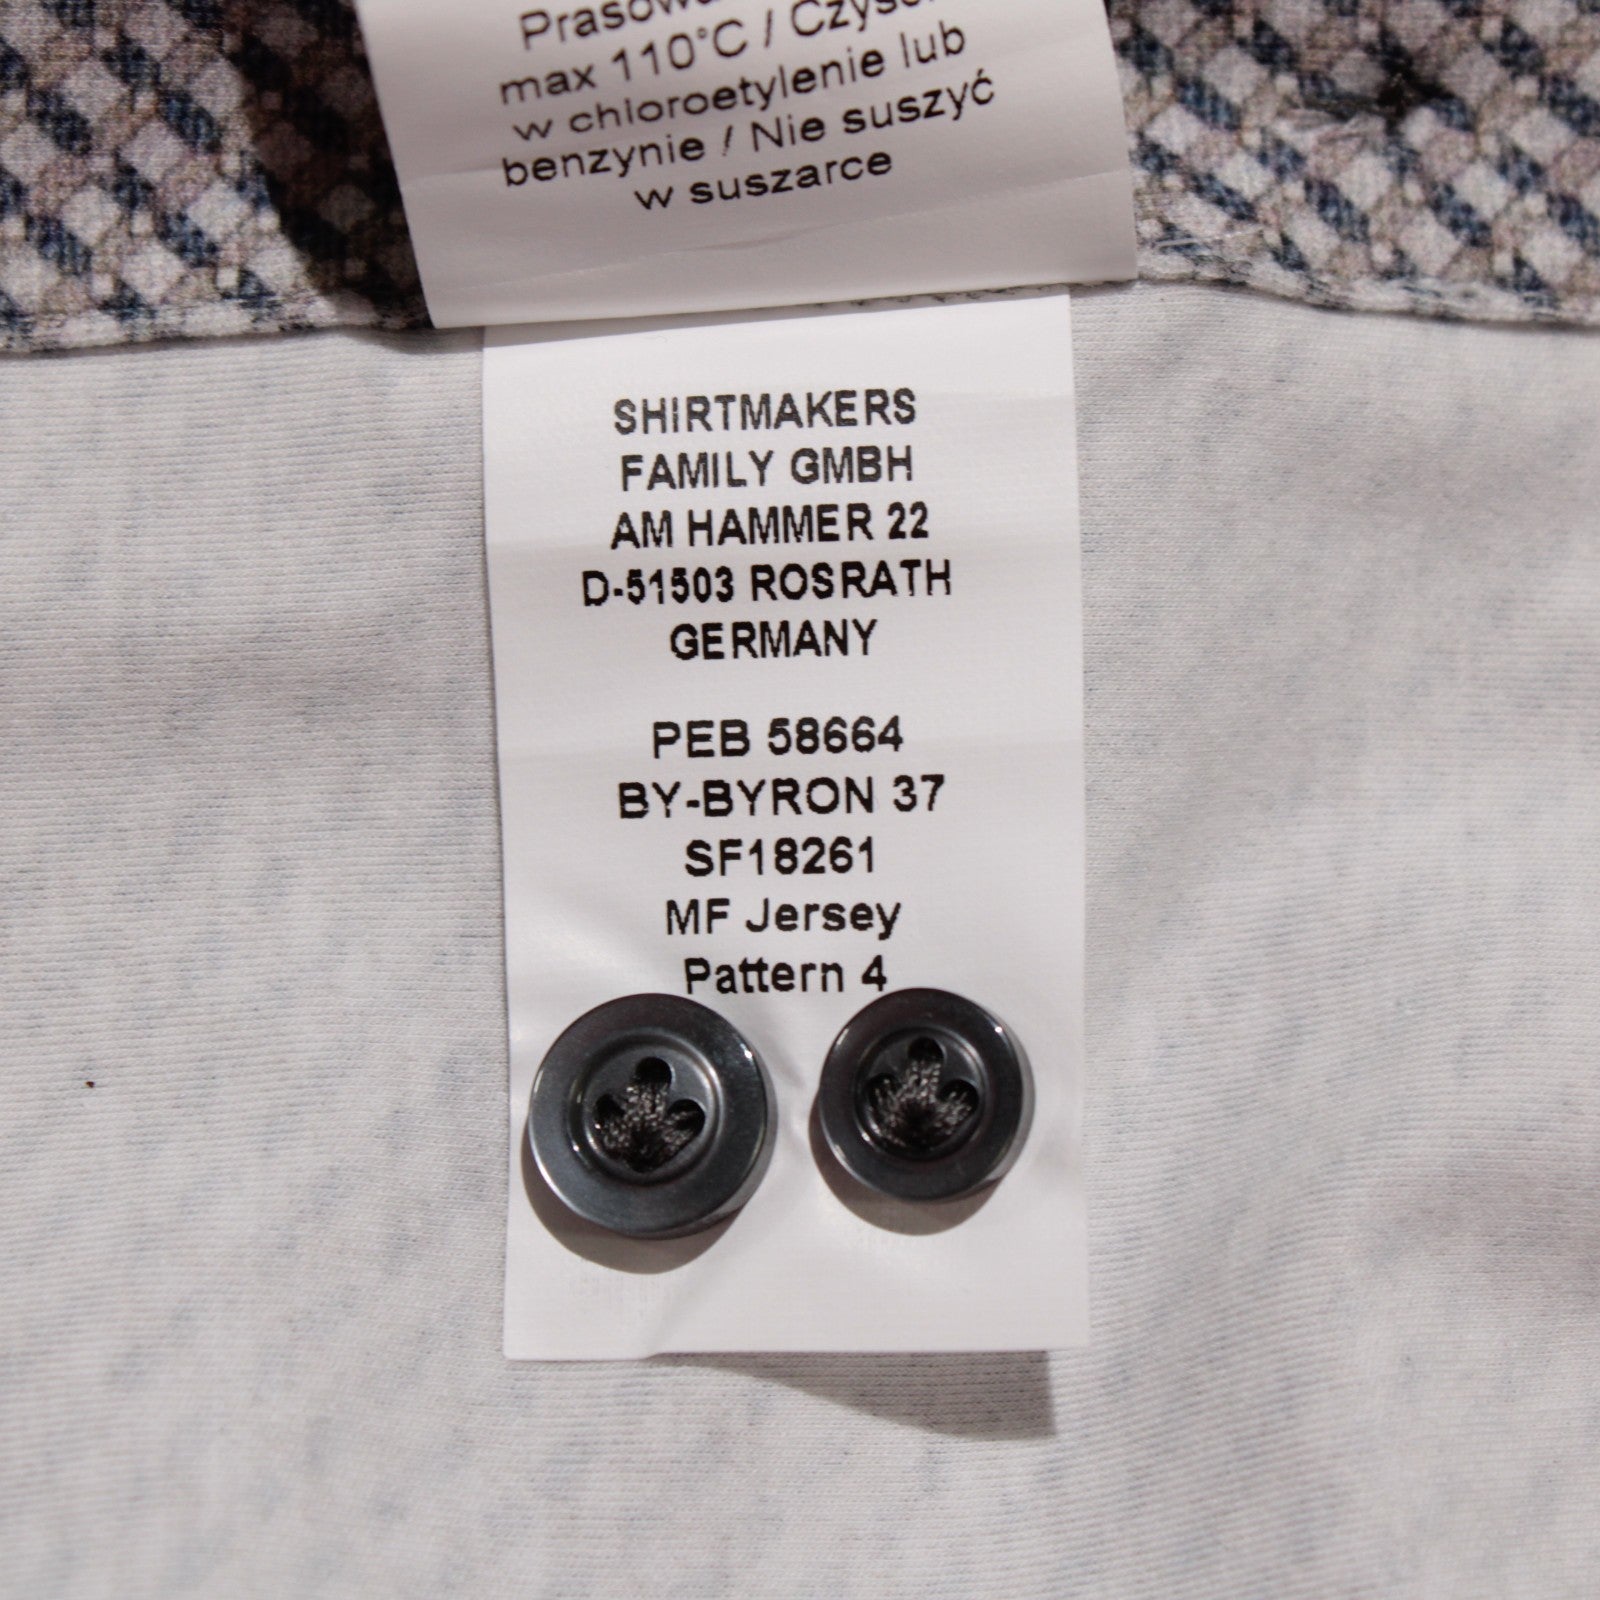 max 110°C /
w chloroetylenie lub
benzynie / Nie suszyć
w suszarce
SHIRTMAKERS
FAMILY GMBH
AM HAMMER 22
D-51503 ROSRATH
GERMANY
PEB 58664
BY-BYRON 37
SF18261
MF Jersey
Pattern 4